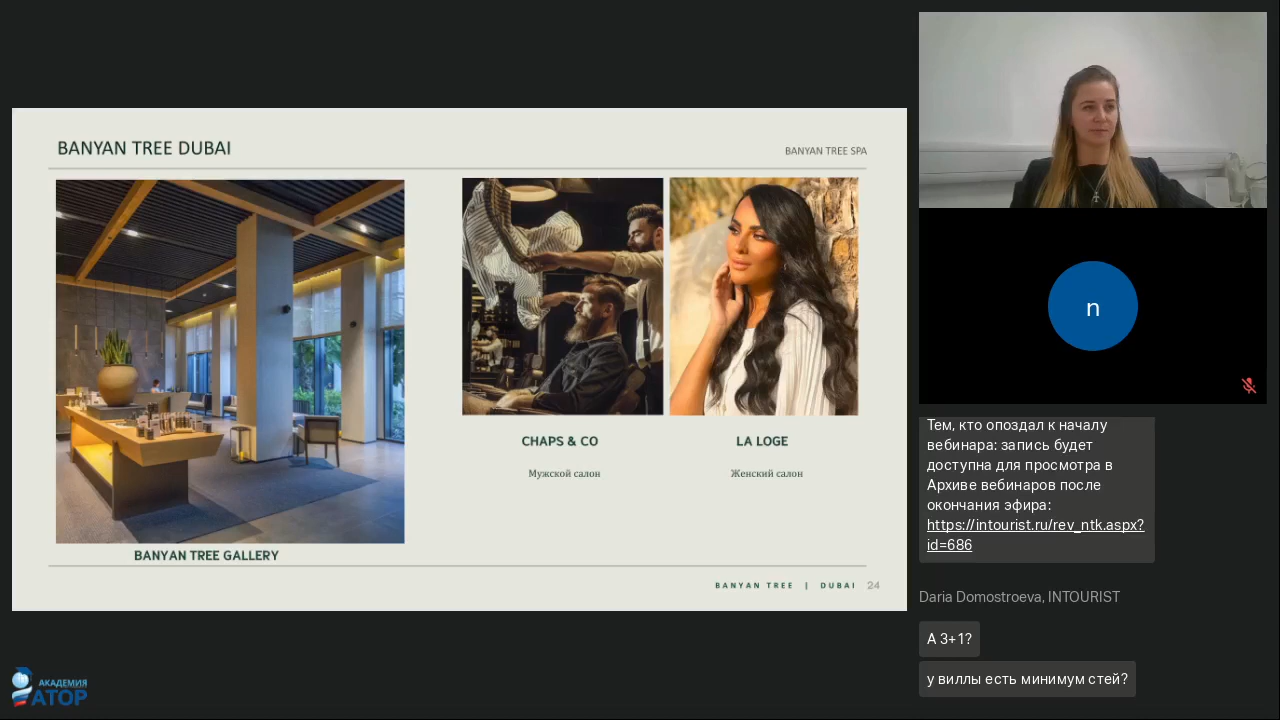 BANYAN TREE DUBAI
BANYAN TREE SPA
CHAPS & CO
LA LOGE
Мужской салон
Женский салон
BANYAN TREE GALLERY
BANYAN TREE | DUBAI 24
АКАДЕМИЯ
АТОР
n
Тем, кто опоздал к началу
вебинара: запись будет
доступна для просмотра в
Архиве вебинаров после
окончания эфира:
https://intourist.ru/rev_ntk.aspx?
id=686
Daria Domostroeva, INTOURIST
А 3+1?
у виллы есть минимум стей?